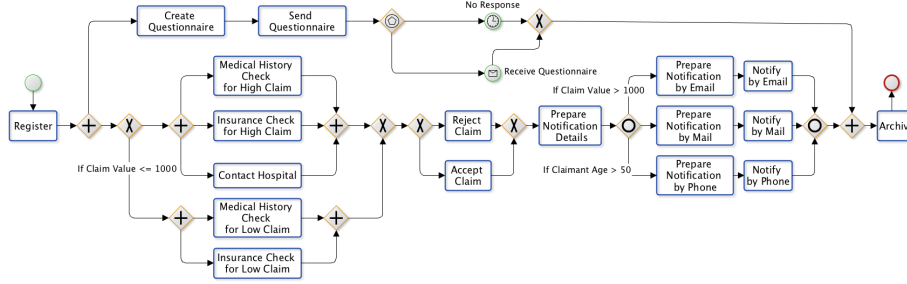 No Response
Create
Questionnaire
Send
Questionnaire
Receive Questionnaire
Medical History
Check
for High Claim
Prepare
Notification
by Email
Notify
by Email
If Claim Value > 1000
Register
Insurance Check
for High Claim
Reject
Claim
Prepare
Notification
Details
Prepare
Notification
by Mail
Notify
by Mail
Archiv
If Claim Value <= 1000
Contact Hospital
Accept
Claim
If Claimant Age > 50
Prepare
Notification
by Phone
Notify
by Phone
Medical History
Check
for Low Claim
Insurance Check
for Low Claim